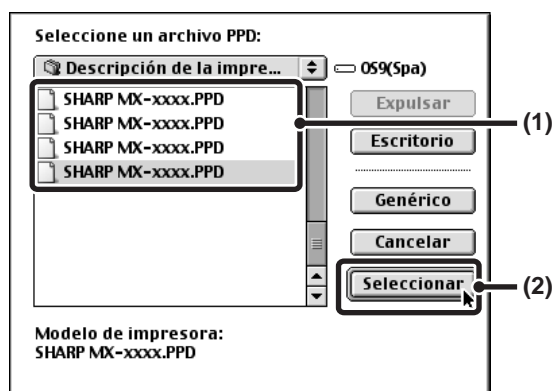 Seleccione un archivo PPD:
Descripción de la impre...
OS9(Spa)
SHARP MX-xxxx.PPD
SHARP MX-xxxx.PPD
SHARP MX-xxxx.PPD
SHARP MX-xxxx.PPD
Expulsar
(1)
Escritorio
Genérico
Cancelar
Seleccionar
(2)
Modelo de impresora:
SHARP MX-xxxx.PPD